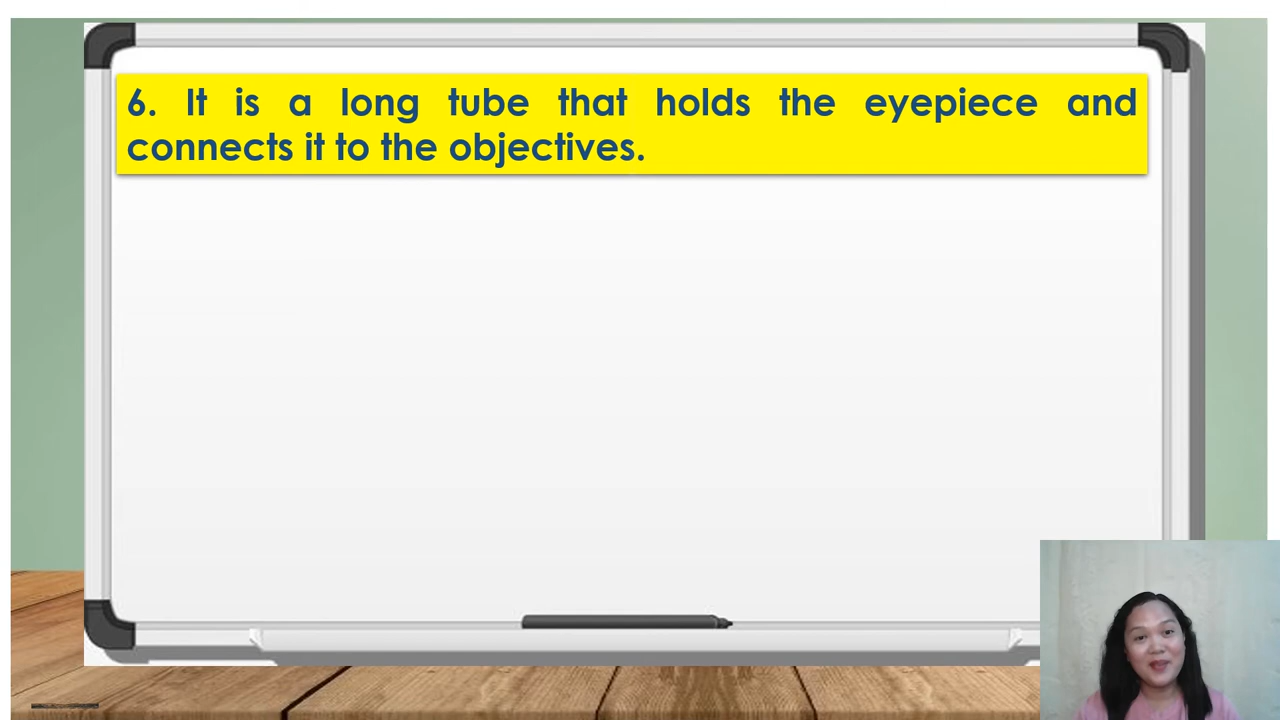 6. It is a long tube that holds the eyepiece and
connects it to the objectives.